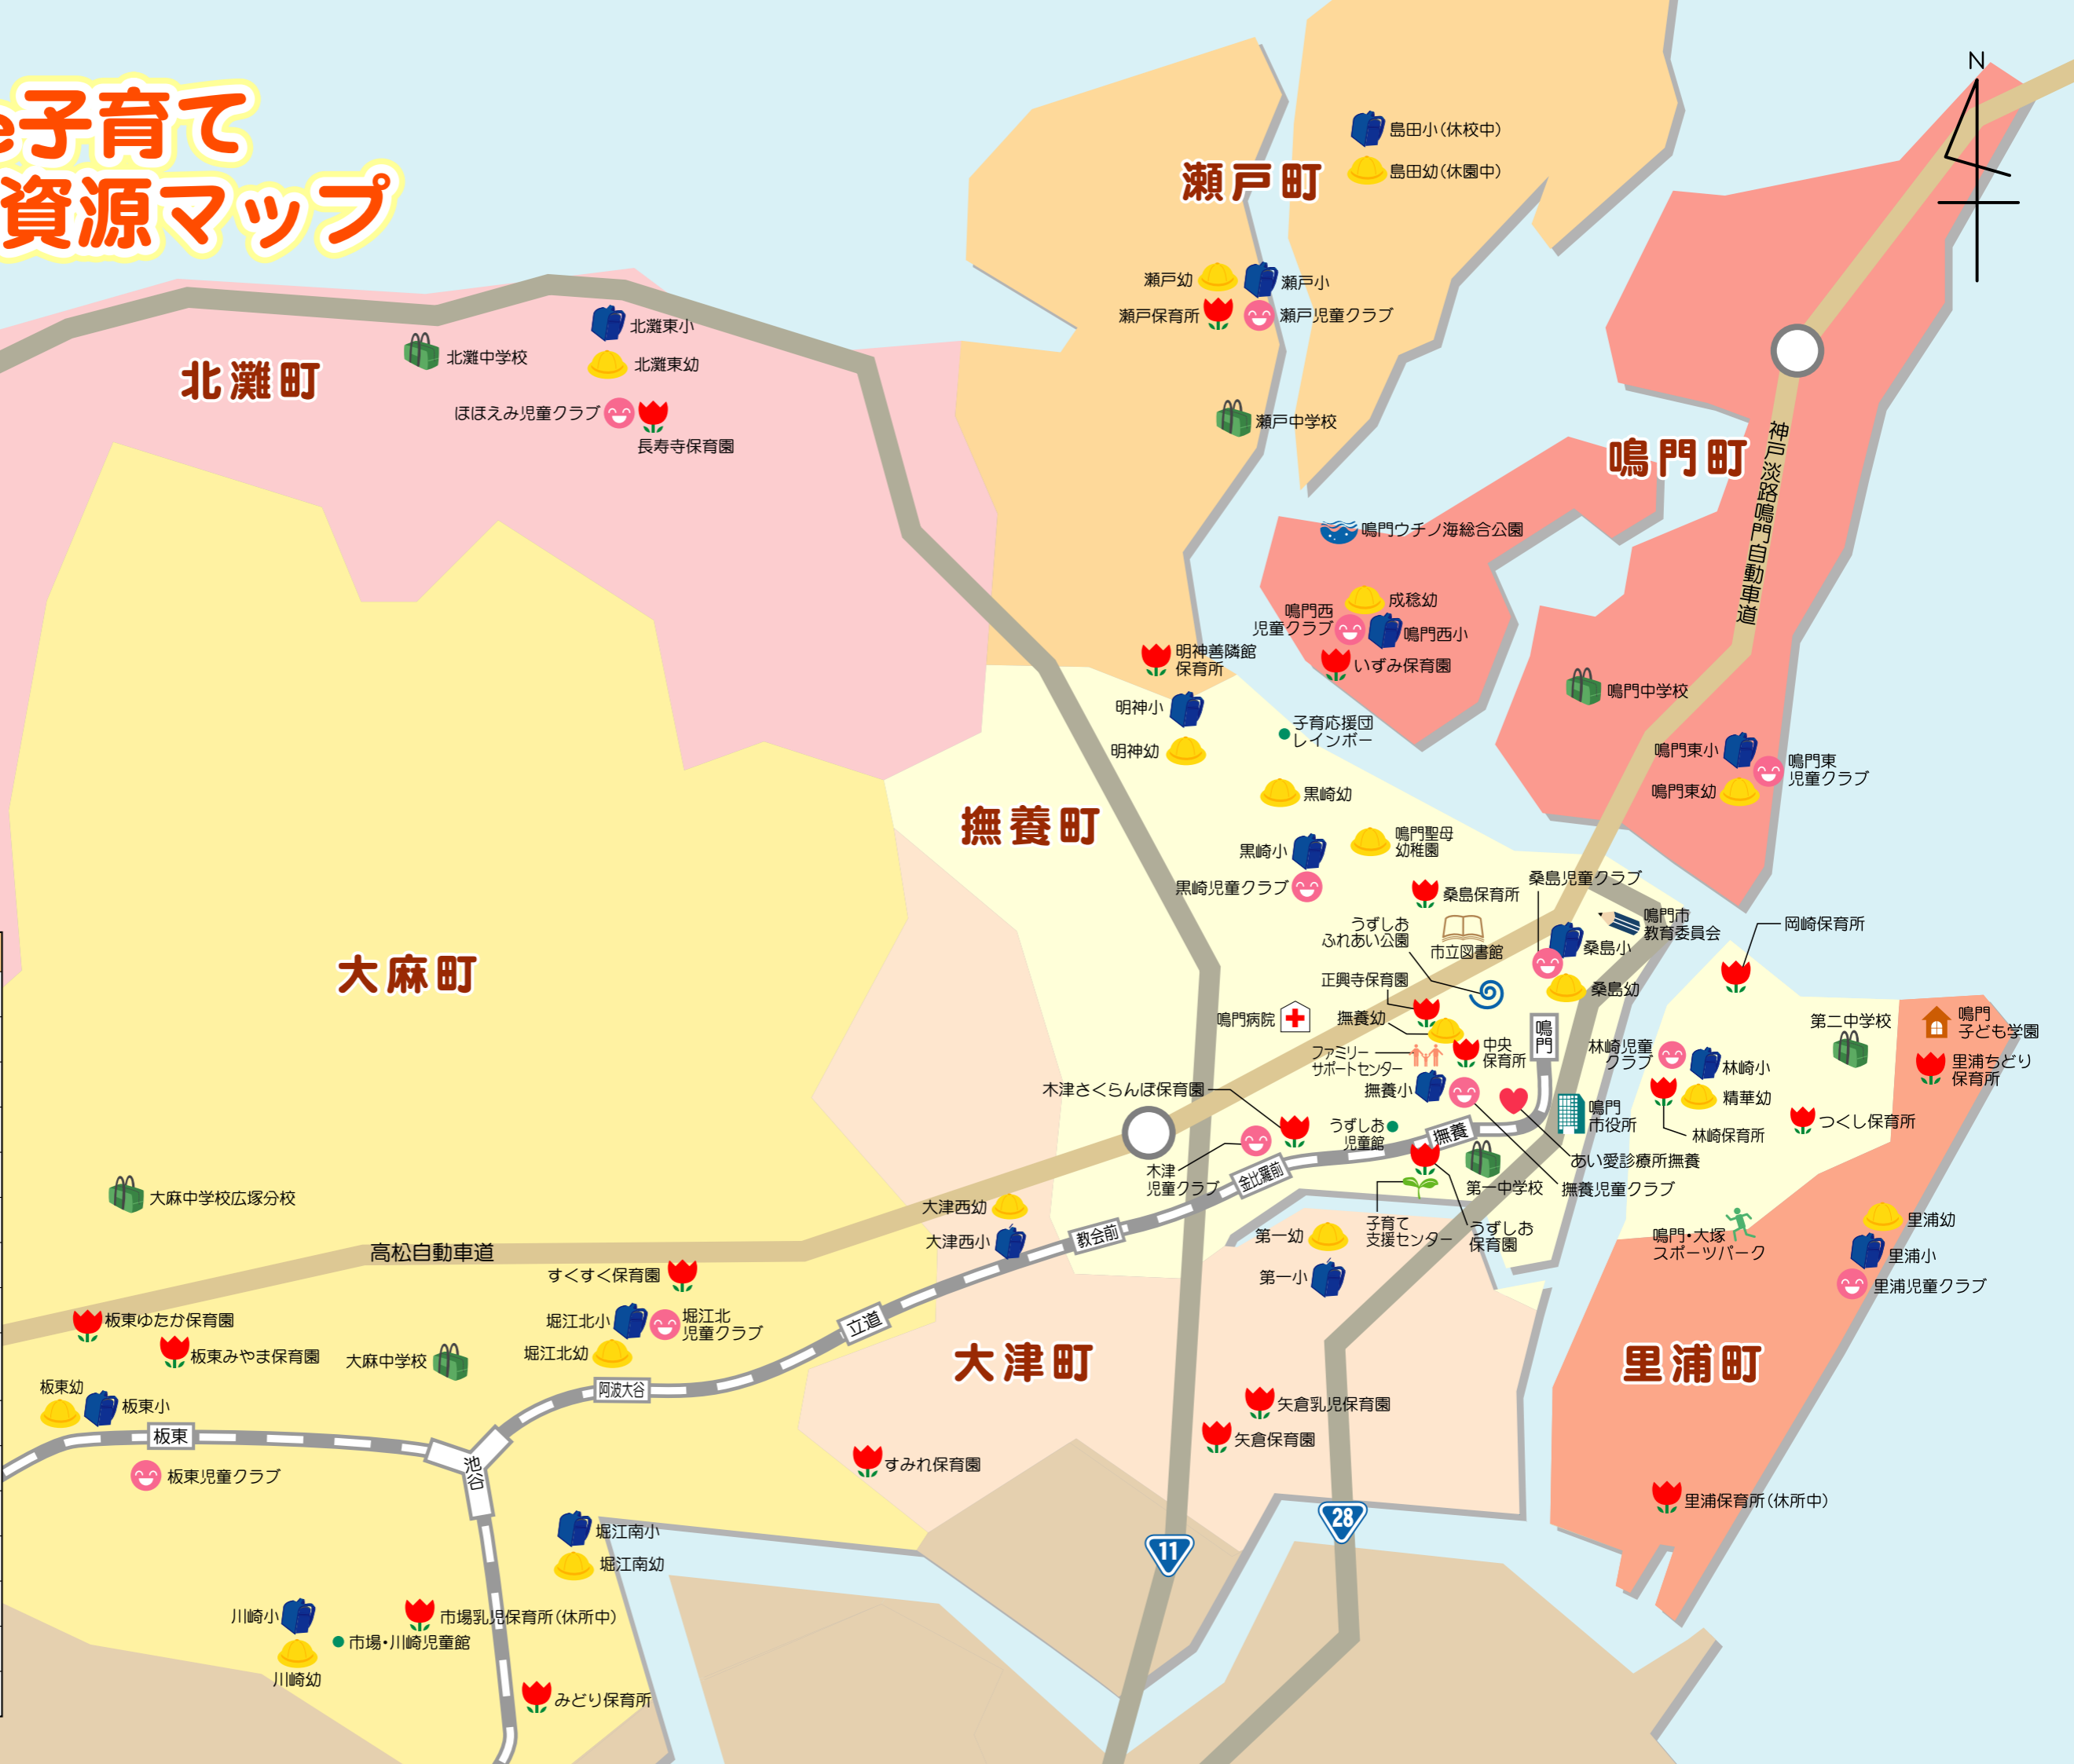 子育て
資源マップ
N
瀬戸町
島田小(休校中)
島田幼(休園中)
瀬戸幼
瀬戸小
瀬戸保育所
瀬戸児童クラブ
瀬戸中学校
北灘町
北灘中学校
北灘東小
北灘東幼
ほほえみ児童クラブ
長寿寺保育園
鳴門町
神戸淡路鳴門自動車道
鳴門ウチノ海総合公園
成稔幼
鳴門西
児童クラブ
鳴門西小
いずみ保育園
鳴門中学校
鳴門東小
鳴門東幼
鳴門東
児童クラブ
撫養町
明神善隣館
保育所
明神小
明神幼
子育応援団
レインボー
黒崎幼
黒崎小
黒崎児童クラブ
鳴門聖母
幼稚園
桑島保育所
桑島児童クラブ
うずしお
ふれあい公園
市立図書館
鳴門市
教育委員会
桑島小
桑島幼
岡崎保育所
正興寺保育園
鳴門病院
撫養幼
ファミリー
サポートセンター
中央
保育所
撫養小
鳴門
林崎児童
クラブ
林崎小
精華幼
林崎保育所
第二中学校
鳴門
子ども学園
里浦ちどり
保育所
つくし保育所
木津さくらんぼ保育園
木津
児童クラブ
うずしお
児童館
撫養
金比羅前
鳴門
市役所
あい愛診療所撫養
撫養児童クラブ
第一中学校
子育て
支援センター
うずしお
保育園
教会前
第一幼
第一小
鳴門・大塚
スポーツパーク
里浦幼
里浦小
里浦児童クラブ
里浦町
里浦保育所(休所中)
大麻町
大麻中学校広塚分校
高松自動車道
大津西幼
大津西小
すくすく保育園
堀江北小
堀江北
児童クラブ
堀江北幼
立道
阿波大谷
板東ゆたか保育園
板東みやま保育園
大麻中学校
板東幼
板東小
板東
板東児童クラブ
池谷
大津町
矢倉乳児保育園
矢倉保育園
すみれ保育園
28
11
堀江南小
堀江南幼
川崎小
川崎幼
市場乳児保育所(休所中)
市場・川崎児童館
みどり保育所